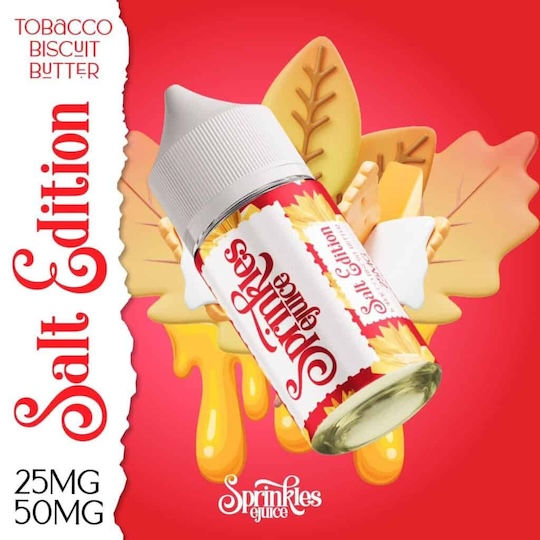 TOBACCO
BISCUIT
BUTTER
Salt Edition
25MG
50MG
Sprinkles
ejuice
Salt Edition
Sprinkles
ejuice